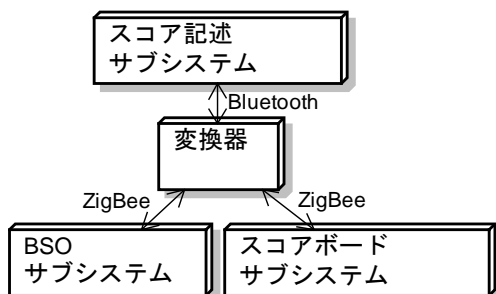 スコア記述
サブシステム
Bluetooth
変換器
ZigBee
ZigBee
BSO
サブシステム
スコアボード
サブシステム